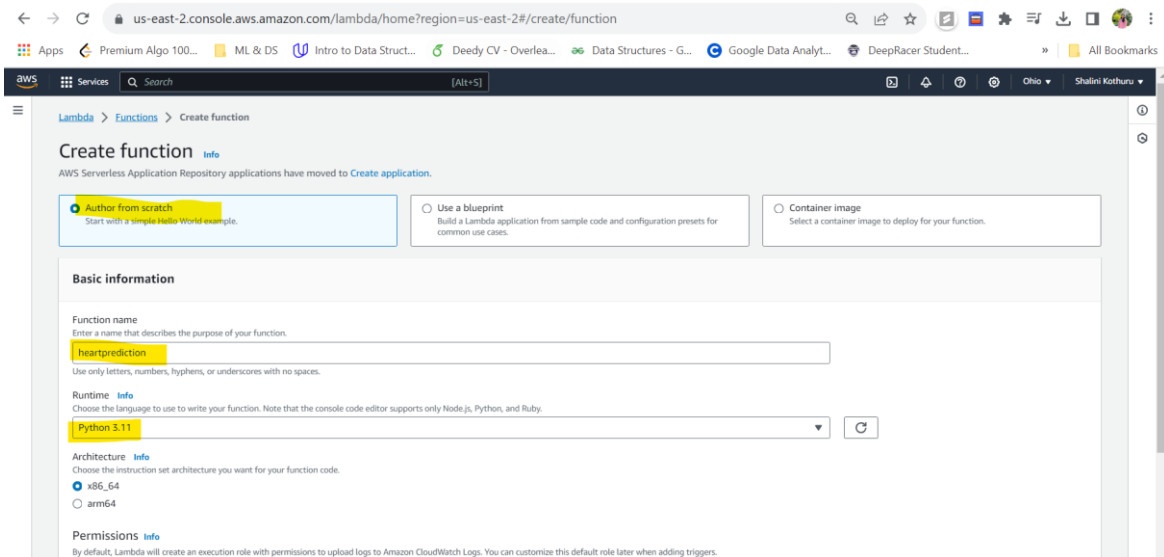 us-east-2.console.aws.amazon.com/lambda/home?region=us-east-2#/create/function
Apps Premium Algo 100... ML & DS Intro to Data Struct... Deedy CV - Overlea... Data Structures - G... Google Data Analyt... DeepRacer Student... » All Bookmarks
aws Services Search [Alt+S] Ohio ▼ Shalini Kothuru ▼
Lambda > Functions > Create function
Create function Info
AWS Serverless Application Repository applications have moved to Create application.
Author from scratch
Start with a simple Hello World example.
Use a blueprint
Build a Lambda application from sample code and configuration presets for
common use cases.
Container image
Select a container image to deploy for your function.
Basic information
Function name
Enter a name that describes the purpose of your function.
heartprediction
Use only letters, numbers, hyphens, or underscores with no spaces.
Runtime Info
Choose the language to use to write your function. Note that the console code editor supports only Node.js, Python, and Ruby.
Python 3.11
Architecture Info
Choose the instruction set architecture you want for your function code.
x86_64
arm64
Permissions Info
By default, Lambda will create an execution role with permissions to upload logs to Amazon CloudWatch Logs. You can customize this default role later when adding triggers.